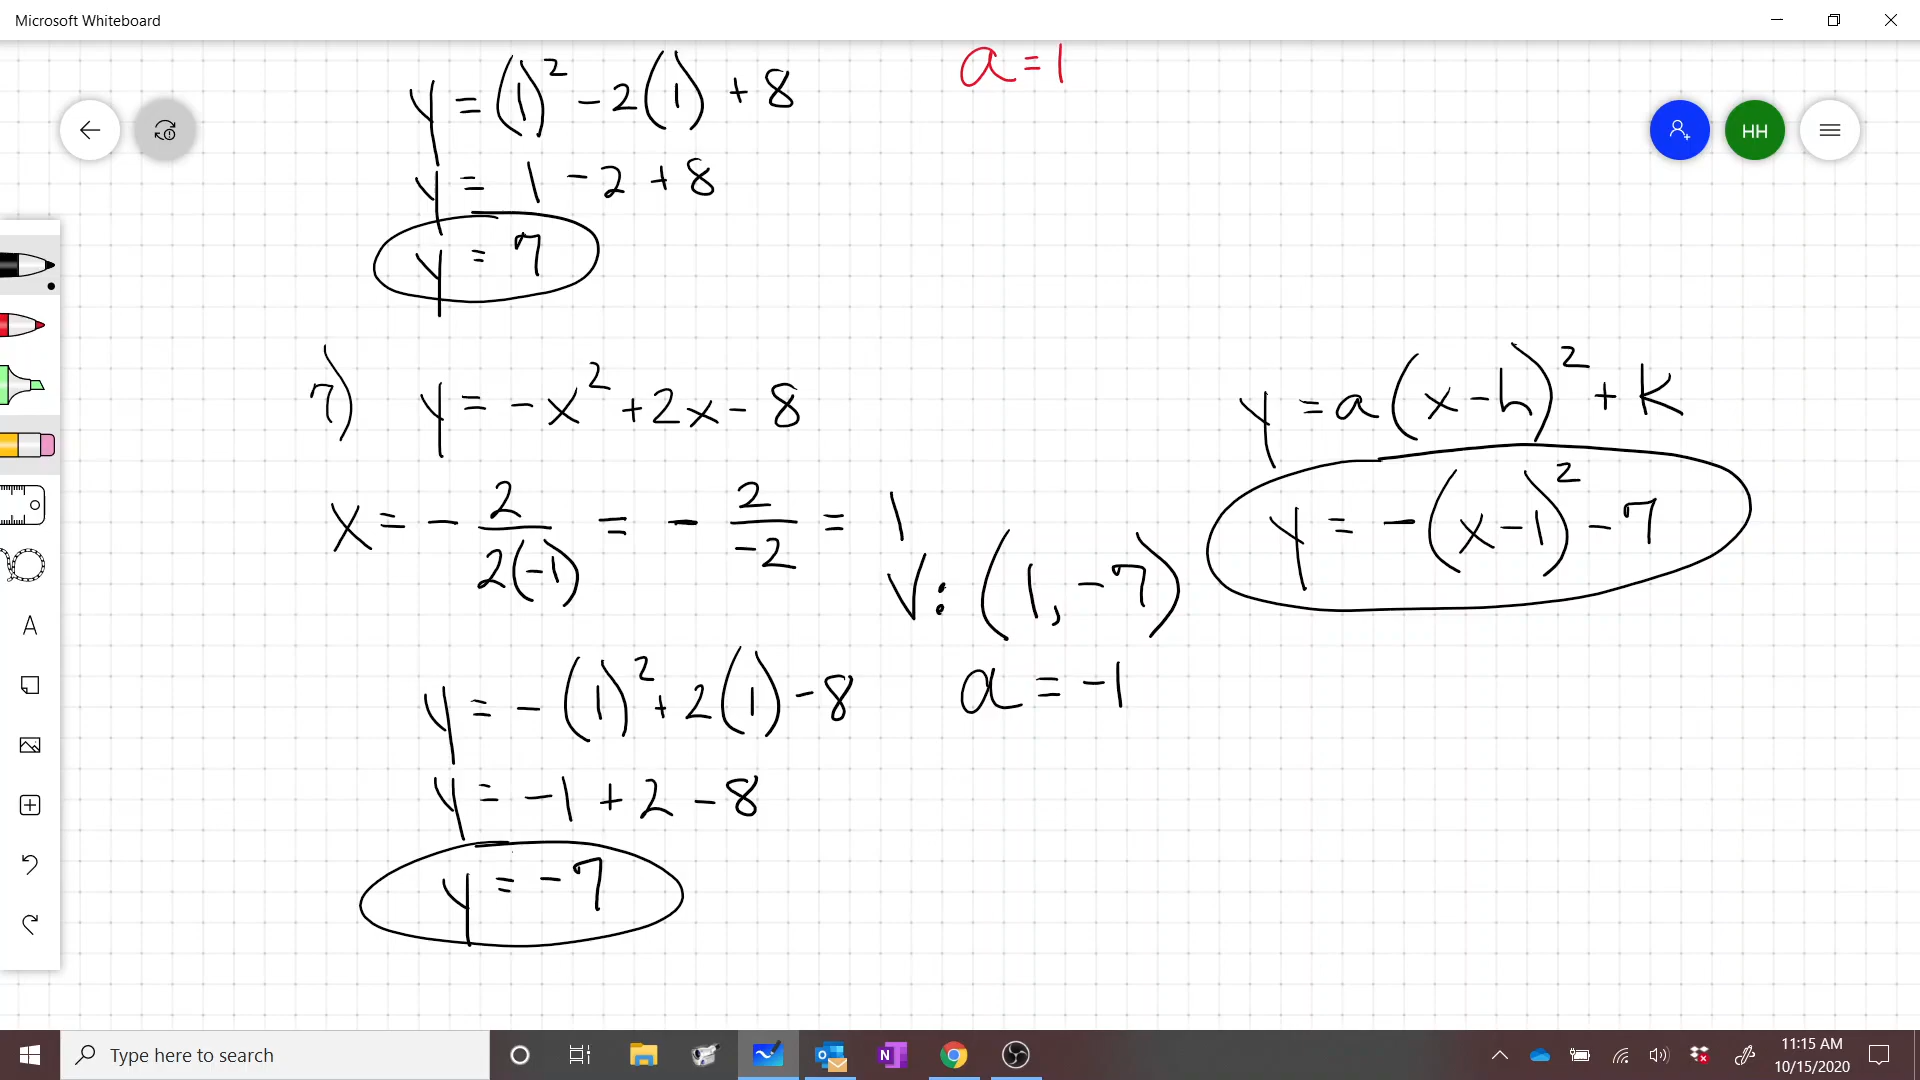 Microsoft Whiteboard
a = 1
y = (1)² - 2(1) + 8
y = 1 - 2 + 8
y = 7
HH
7) y = -x² + 2x - 8
x = - 2/2(-1) = - 2/-2 = 1
V: (1, -7)
a = -1
y = -(1)² + 2(1) - 8
y = -1 + 2 - 8
y = -7
y = a(x - h)² + k
y = -(x - 1)² - 7
A
Type here to search
N
11:15 AM
10/15/2020